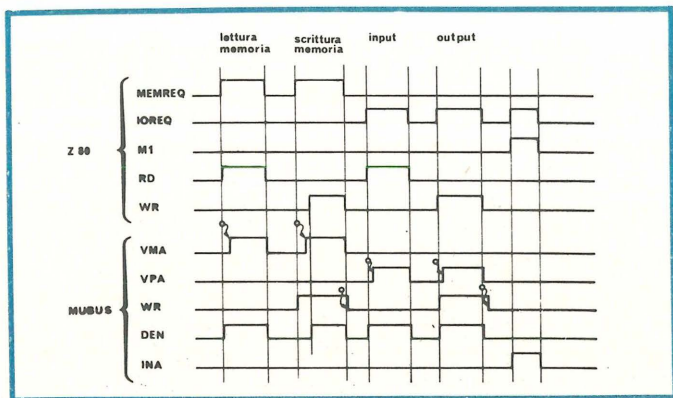 lettura memoria
scrittura memoria
input
output
Z 80
MEMREQ
IOREQ
M1
RD
WR
MUBUS
VMA
VPA
WR
DEN
INA